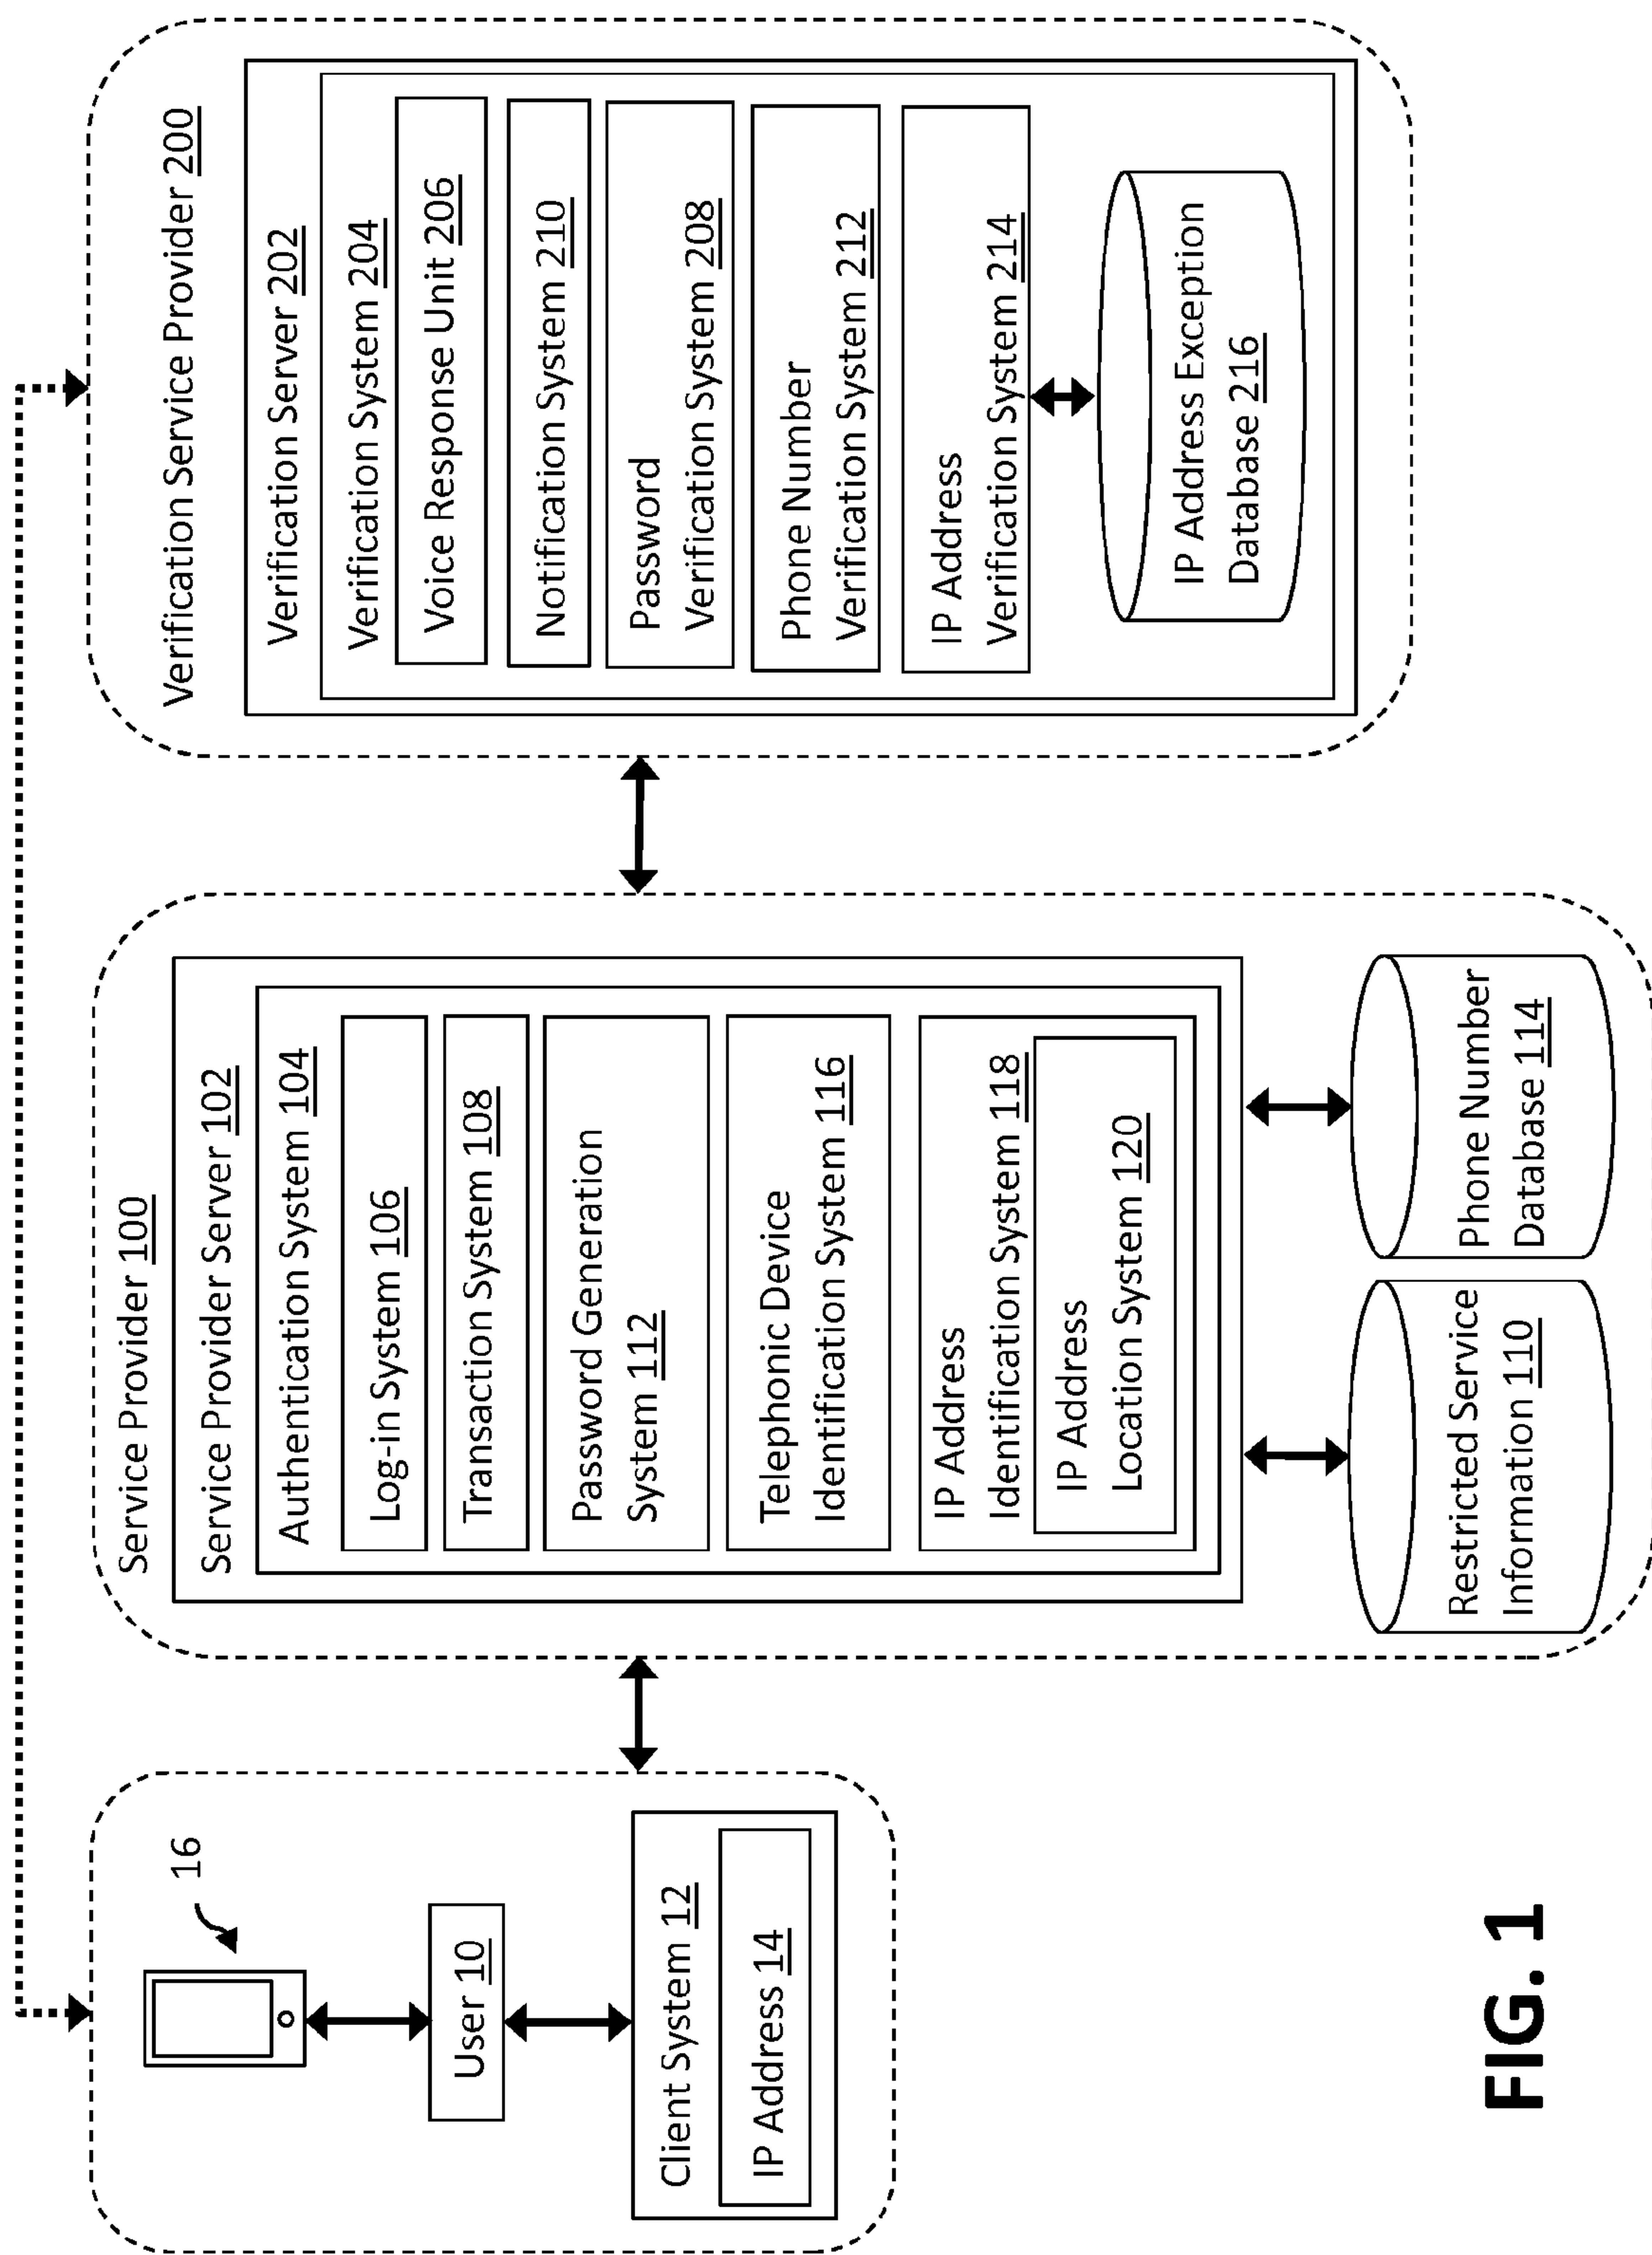 16
User 10
Client System 12
IP Address 14
Service Provider 100
Service Provider Server 102
Authentication System 104
Log-in System 106
Transaction System 108
Password Generation
System 112
Telephonic Device
Identification System 116
IP Address
Identification System 118
IP Address
Location System 120
Restricted Service
Information 110
Phone Number
Database 114
Verification Service Provider 200
Verification Server 202
Verification System 204
Voice Response Unit 206
Notification System 210
Password
Verification System 208
Phone Number
Verification System 212
IP Address
Verification System 214
IP Address Exception
Database 216
FIG. 1